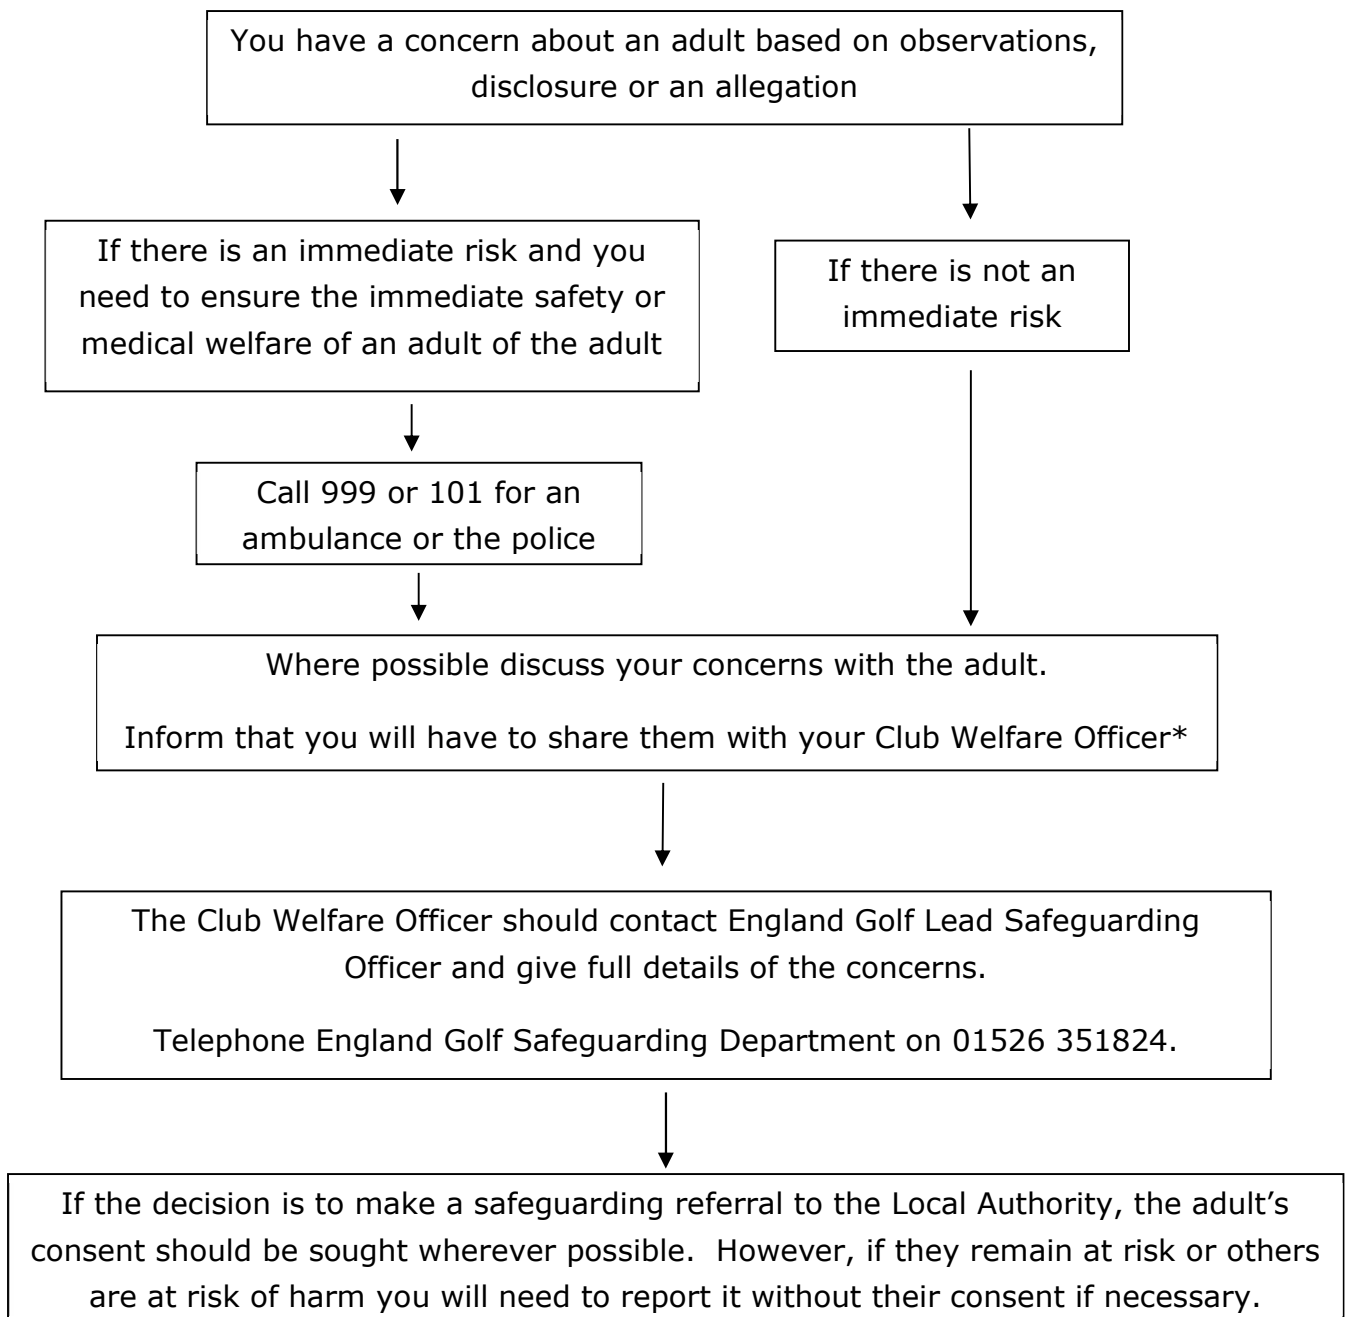 You have a concern about an adult based on observations,
disclosure or an allegation
If there is an immediate risk and you
need to ensure the immediate safety or
medical welfare of an adult of the adult
If there is not an
immediate risk
Call 999 or 101 for an
ambulance or the police
Where possible discuss your concerns with the adult.
Inform that you will have to share them with your Club Welfare Officer*
The Club Welfare Officer should contact England Golf Lead Safeguarding
Officer and give full details of the concerns.
Telephone England Golf Safeguarding Department on 01526 351824.
If the decision is to make a safeguarding referral to the Local Authority, the adult’s
consent should be sought wherever possible.  However, if they remain at risk or others
are at risk of harm you will need to report it without their consent if necessary.